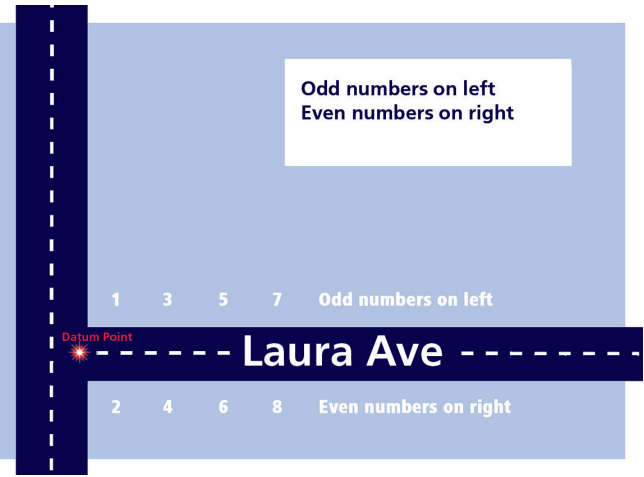 Odd numbers on left
Even numbers on right
1 3 5 7 Odd numbers on left
Datum Point
Laura Ave
2 4 6 8 Even numbers on right